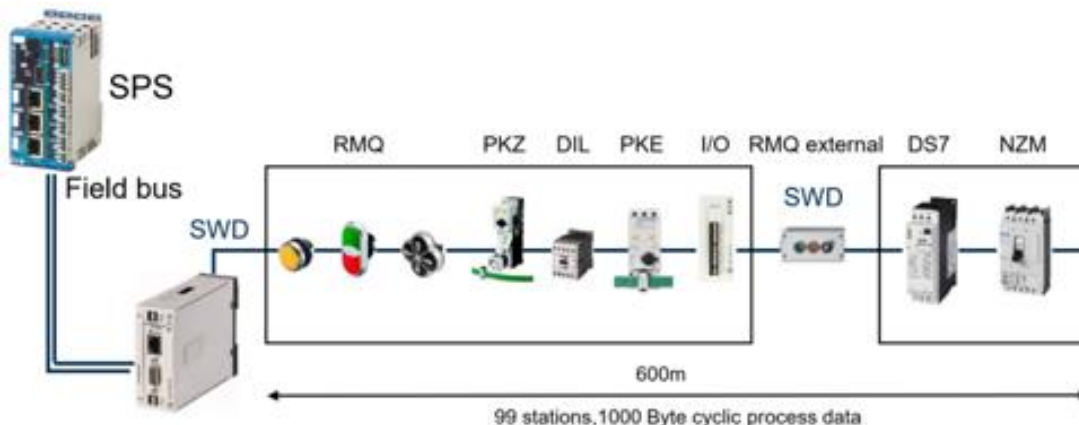 SPS
RMQ PKZ DIL PKE I/O RMQ external DS7 NZM
Field bus
SWD
SWD
600m
99 stations,1000 Byte cyclic process data